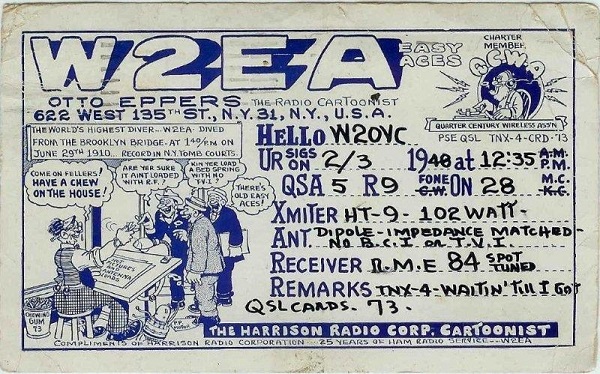 W2EA
EASY
ACES
CHARTER
MEMBER
QCWA
OTTO EPPERS THE RADIO CARTOONIST
622 WEST 135TH ST., N.Y. 31, N.Y., U.S.A.
QUARTER CENTURY WIRELESS ASS'N
PSE QSL TNX-4-CRD-'73
THE WORLD'S HIGHEST DIVER... W2EA- DIVED
FROM THE BROOKLYN BRIDGE- AT P.M. ON
JUNE 29TH 1910. RECORD IN N.Y. TOMB COURTS.
HELLO W2OVC
UR SIGS ON 2/3 1948 at 12:35 A.M. P.M.
QSA 5 R9 FONE C.W. ON 28 M.C. K.C.
XMITER HT-9- 102 WATT-
ANT. DIPOLE-IMPEDANCE MATCHED-
NO B.C.I OR T.V.I.
RECEIVER R.M.E 84 SPOT TUNED
REMARKS TNX-4-WAITIN' TILL I GOT
QSL CARDS. 73.
COME ON FELLERS!
HAVE A CHEW
ON THE HOUSE!
ARE YER SURE
IT AINT LOADED
WITH R.F.?
KIN YER LOAD
A BED SPRING
WITH NO
T.V.I.?
THERE'S
OLD EASY
ACES!
CHEWING
GUM
73
THE HARRISON RADIO CORP. CARTOONIST
COMPLIMENTS OF HARRISON RADIO CORPORATION 25 YEARS OF HAM RADIO SERVICE--W2EA